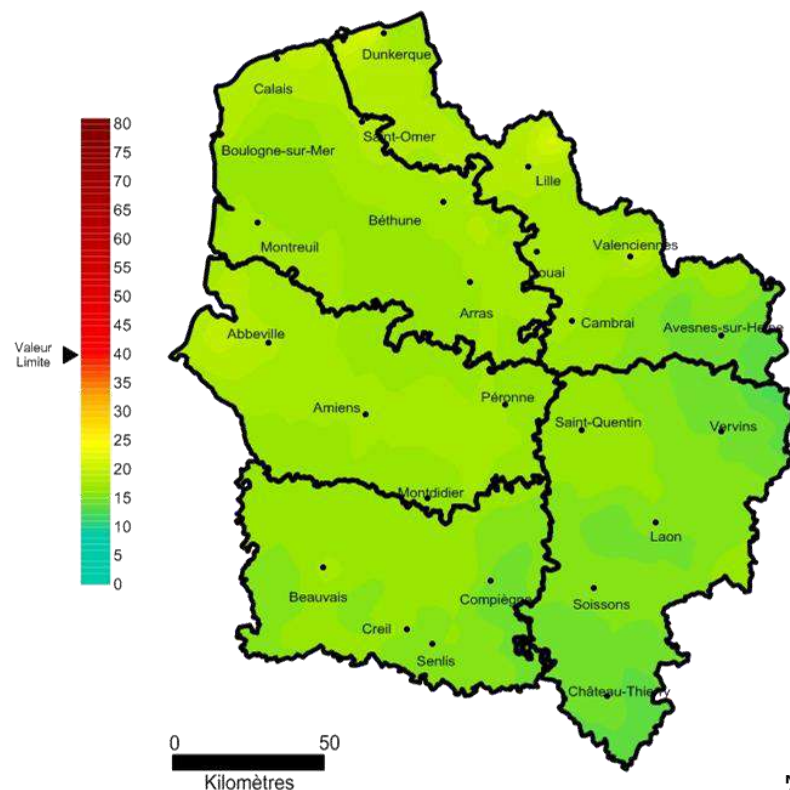 Dunkerque
Calais
Saint-Omer
Boulogne-sur-Mer
Lille
Béthune
Montreuil
Valenciennes
Douai
Arras
Cambrai
Avesnes-sur-Helpe
Abbeville
Amiens
Péronne
Saint-Quentin
Vervins
Montdidier
Laon
Beauvais
Compiègne
Soissons
Creil
Senlis
Château-Thierry
80
75
70
65
60
55
50
45
40
35
30
25
20
15
10
5
0
Valeur
Limite
0 50
Kilomètres